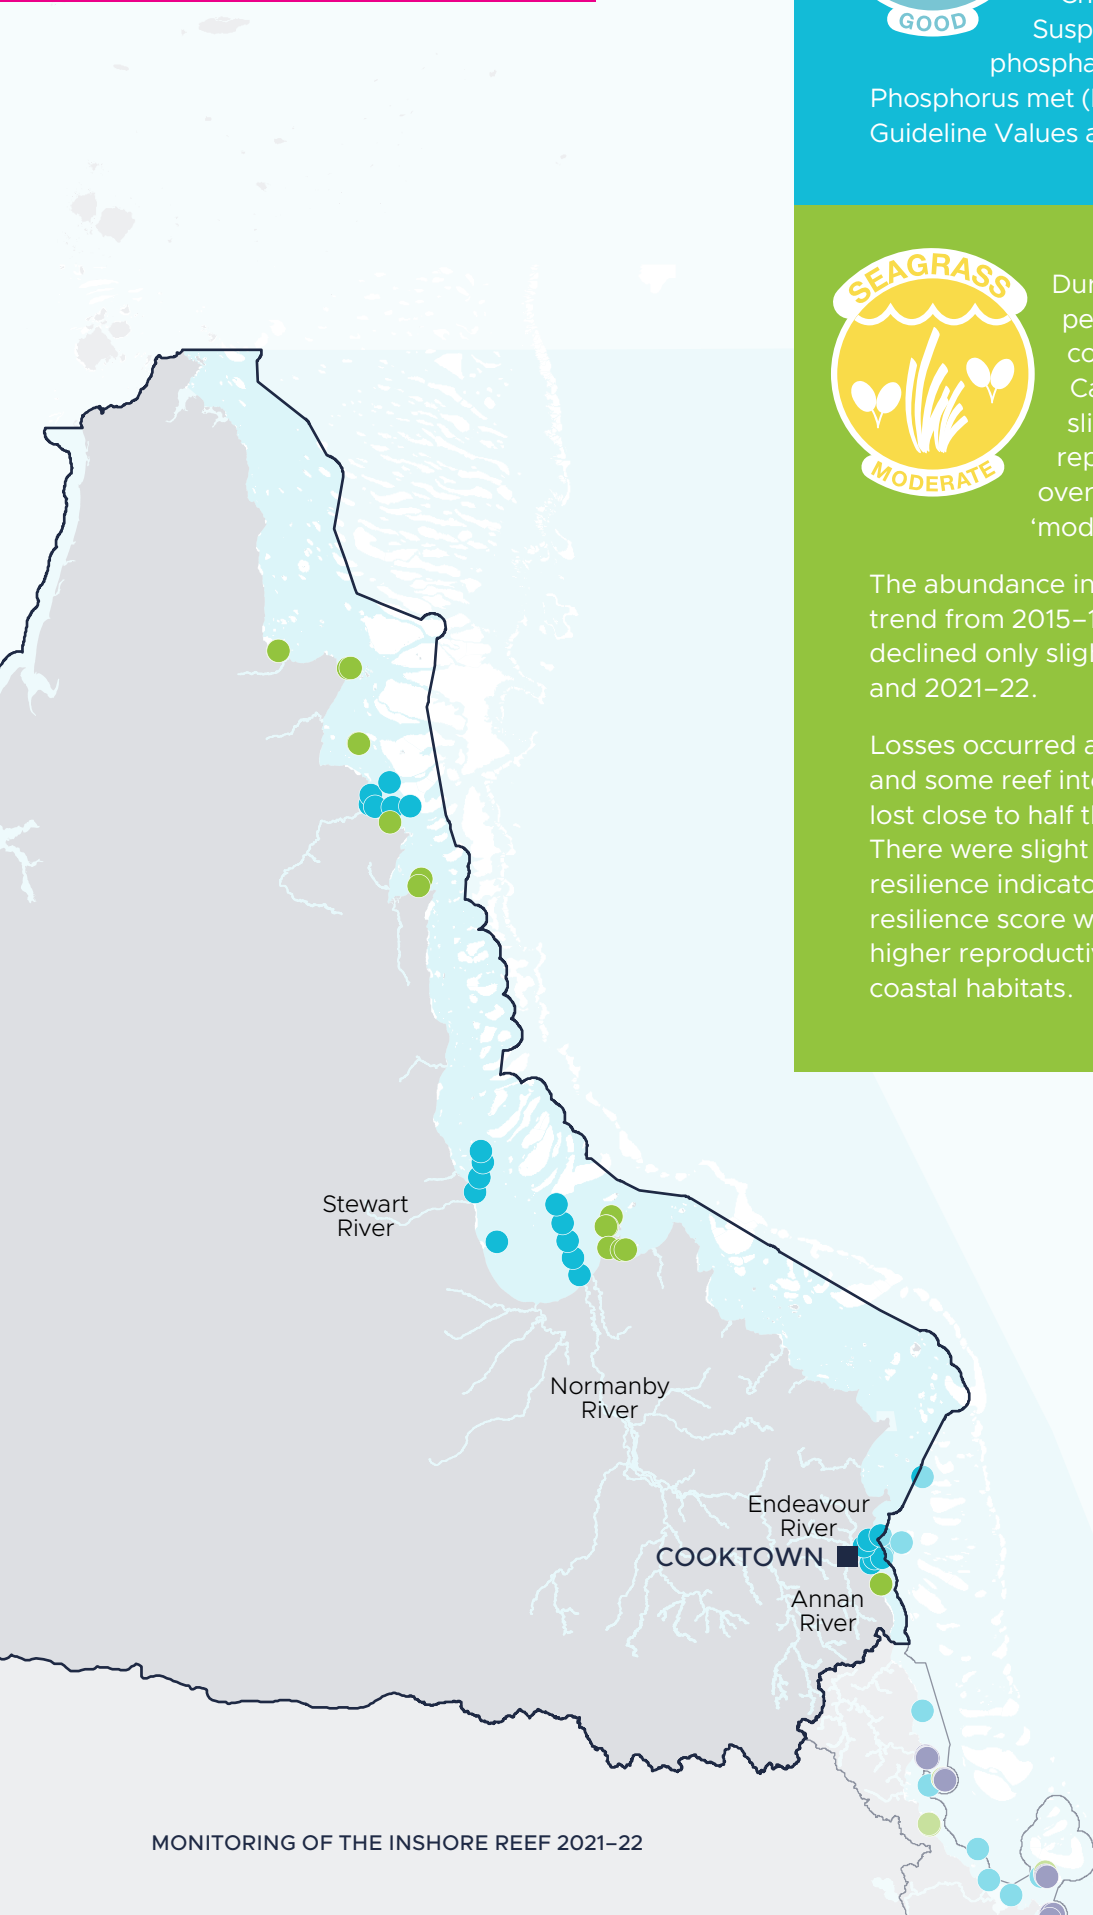 GOOD
Susp
phospha
Phosphorus met (
Guideline Values a
SEAGRASS
MODERATE
Dur
pe
co
Ca
sli
rep
over
‘mod
The abundance in
trend from 2015–1
declined only sligh
and 2021–22.
Losses occurred a
and some reef inte
lost close to half th
There were slight
resilience indicato
resilience score w
higher reproductiv
coastal habitats.
Stewart
River
Normanby
River
Endeavour
River
COOKTOWN
Annan
River
MONITORING OF THE INSHORE REEF 2021–22